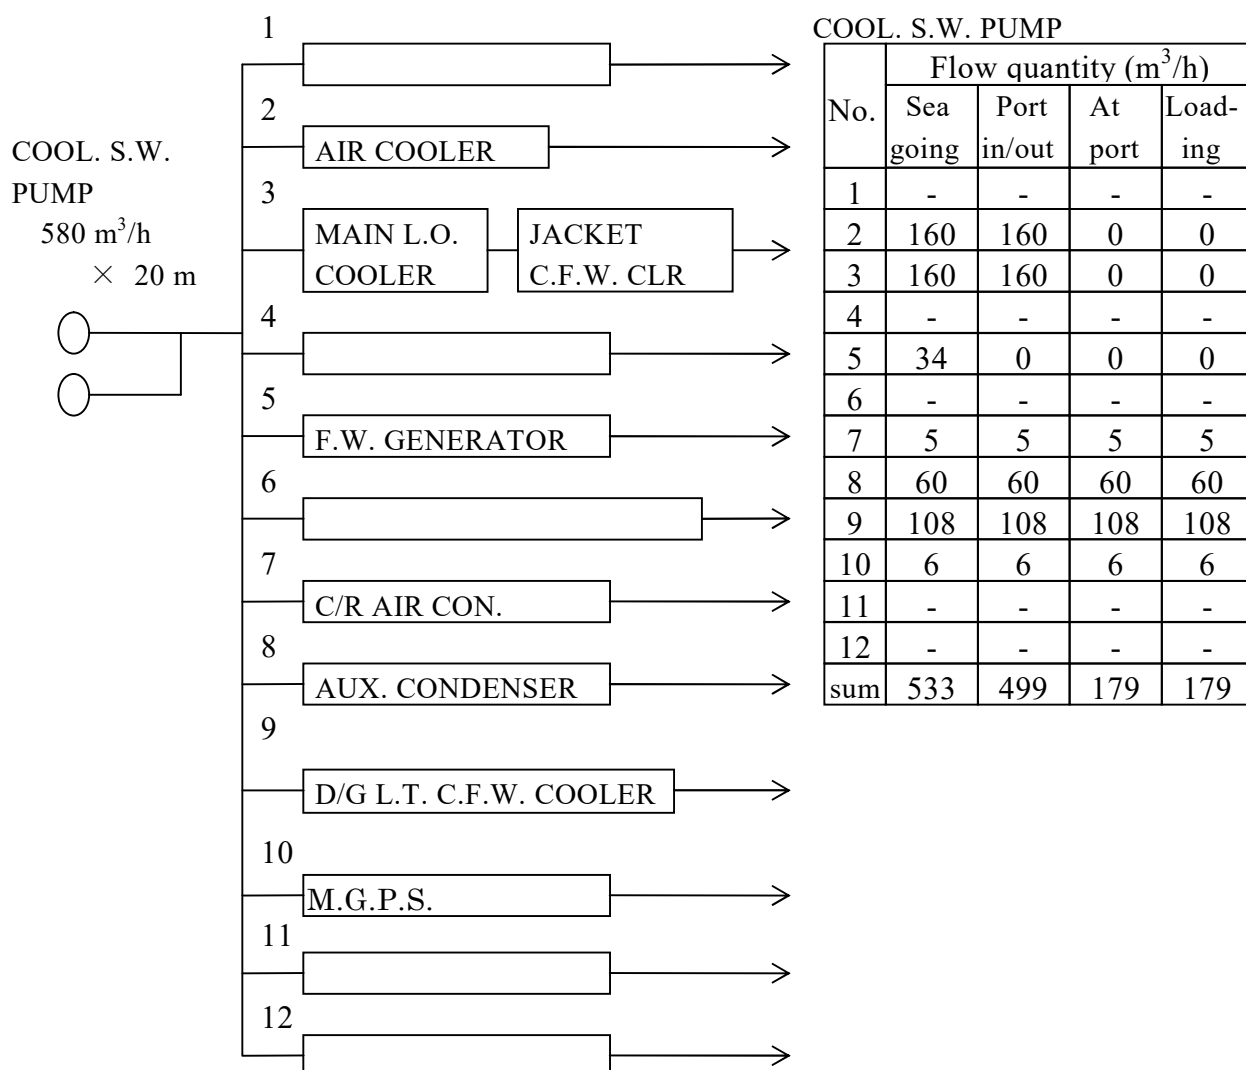 1
2
AIR COOLER
COOL. S.W.
PUMP
580 m³/h
× 20 m
3
MAIN L.O.
COOLER
JACKET
C.F.W. CLR
4
5
F.W. GENERATOR
6
7
C/R AIR CON.
8
AUX. CONDENSER
9
D/G L.T. C.F.W. COOLER
10
M.G.P.S.
11
12
COOL. S.W. PUMP
No. Flow quantity (m³/h)
Sea going Port in/out At port Load-ing
1 - - - -
2 160 160 0 0
3 160 160 0 0
4 - - - -
5 34 0 0 0
6 - - - -
7 5 5 5 5
8 60 60 60 60
9 108 108 108 108
10 6 6 6 6
11 - - - -
12 - - - -
sum 533 499 179 179